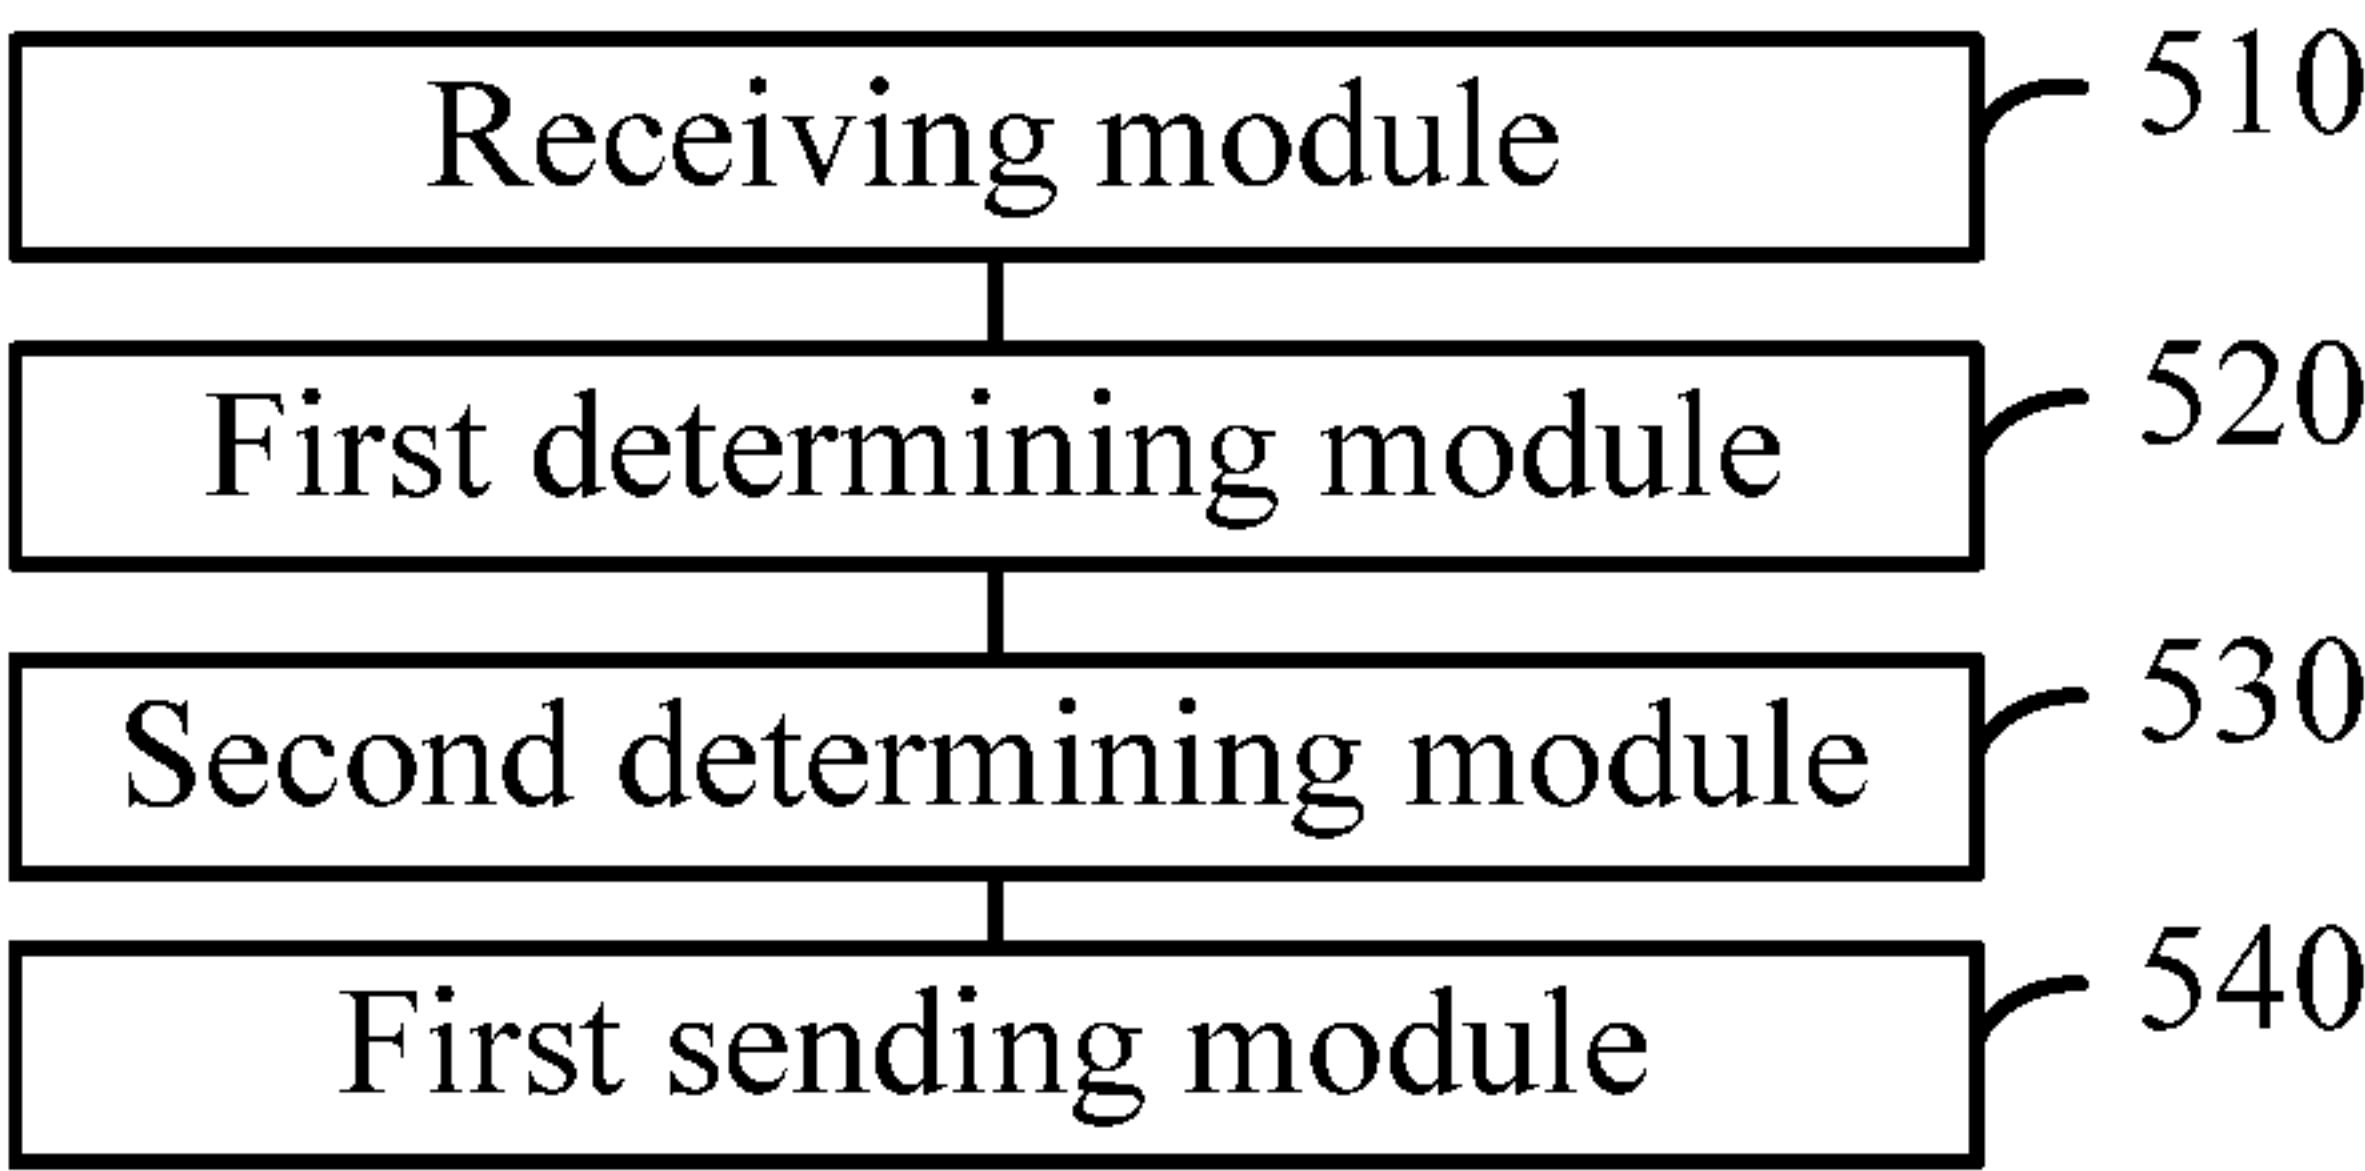 Receiving module 510
First determining module 520
Second determining module 530
First sending module 540